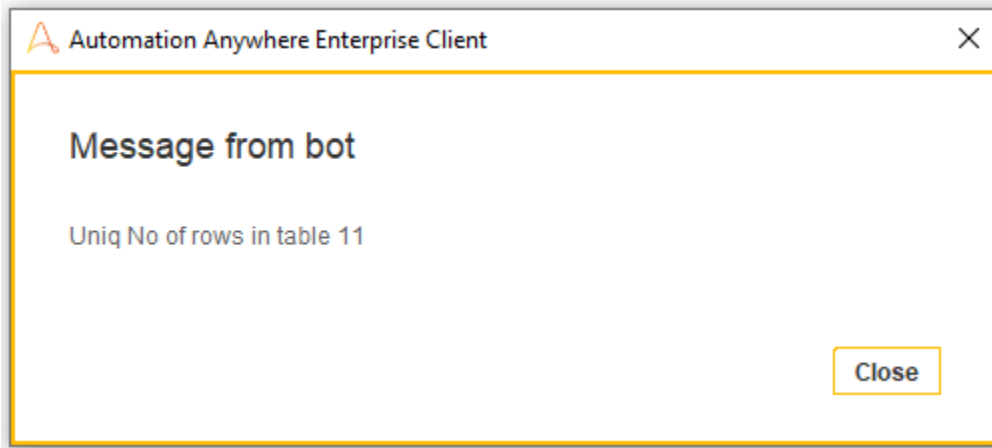 Automation Anywhere Enterprise Client
Message from bot
Uniq No of rows in table 11
Close